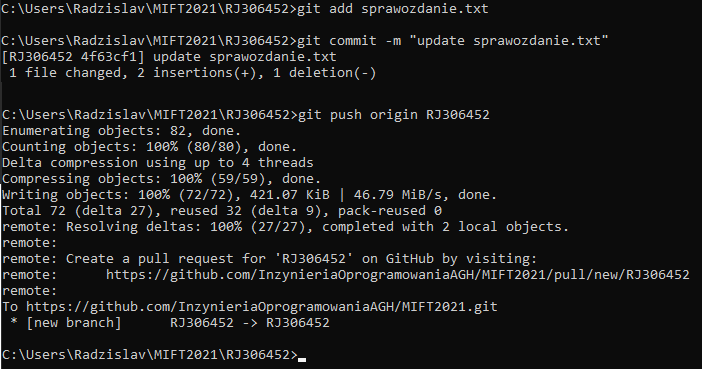 C:\Users\Radzislav\MIFT2021\RJ306452>git add sprawozdanie.txt
C:\Users\Radzislav\MIFT2021\RJ306452>git commit -m "update sprawozdanie.txt"
[RJ306452 4f63cf1] update sprawozdanie.txt
1 file changed, 2 insertions(+), 1 deletion(-)
C:\Users\Radzislav\MIFT2021\RJ306452>git push origin RJ306452
Enumerating objects: 82, done.
Counting objects: 100% (80/80), done.
Delta compression using up to 4 threads
Compressing objects: 100% (59/59), done.
Writing objects: 100% (72/72), 421.07 KiB | 46.79 MiB/s, done.
Total 72 (delta 27), reused 32 (delta 9), pack-reused 0
remote: Resolving deltas: 100% (27/27), completed with 2 local objects.
remote:
remote: Create a pull request for 'RJ306452' on GitHub by visiting:
remote:      https://github.com/InzynieriaOprogramowaniaAGH/MIFT2021/pull/new/RJ306452
remote:
To https://github.com/InzynieriaOprogramowaniaAGH/MIFT2021.git
* [new branch]      RJ306452 -> RJ306452
C:\Users\Radzislav\MIFT2021\RJ306452>